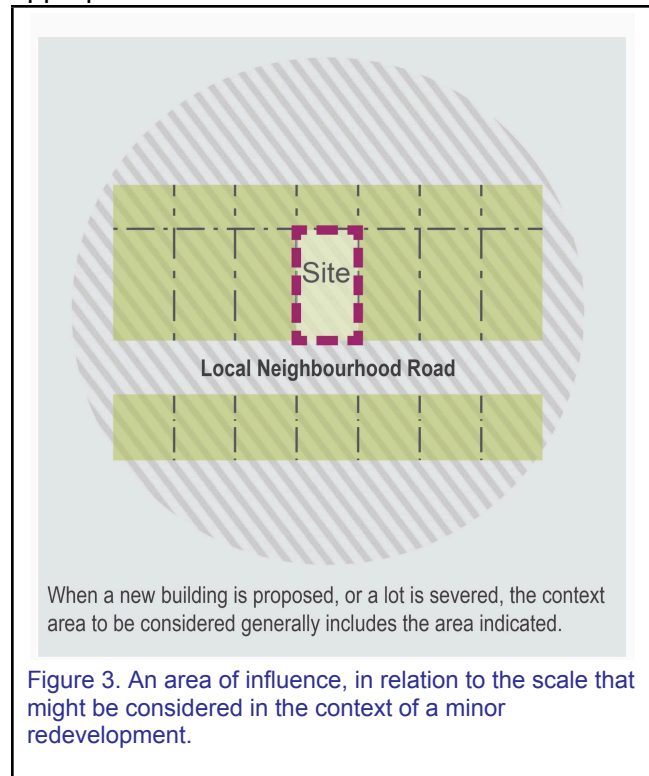 Site
Local Neighbourhood Road
When a new building is proposed, or a lot is severed, the context
area to be considered generally includes the area indicated.
Figure 3. An area of influence, in relation to the scale that
might be considered in the context of a minor
redevelopment.